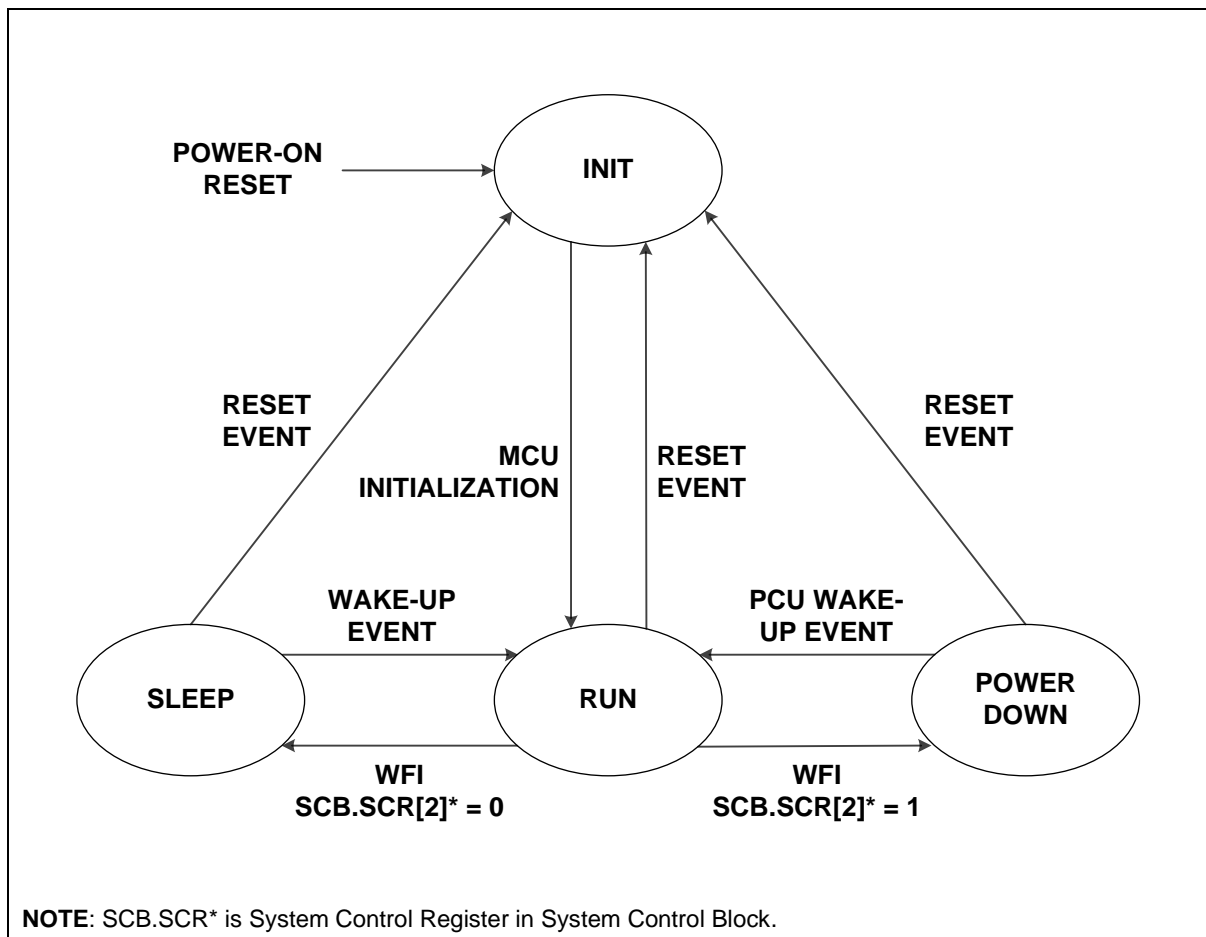 POWER-ON
RESET
INIT
RESET
EVENT
MCU
INITIALIZATION
RESET
EVENT
RESET
EVENT
WAKE-UP
EVENT
PCU WAKE-
UP EVENT
SLEEP
RUN
POWER
DOWN
WFI
SCB.SCR[2]* = 0
WFI
SCB.SCR[2]* = 1
NOTE: SCB.SCR* is System Control Register in System Control Block.